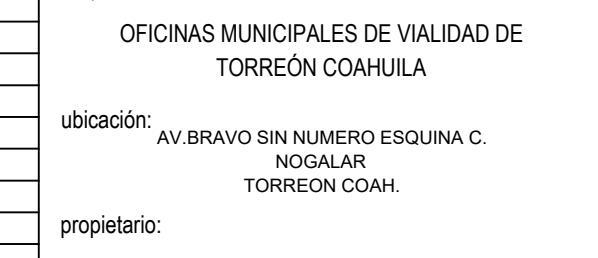 OFICINAS MUNICIPALES DE VIALIDAD DE
TORREÓN COAHUILA
ubicación:
AV.BRAVO SIN NUMERO ESQUINA C.
NOGALAR
TORREON COAH.
propietario: